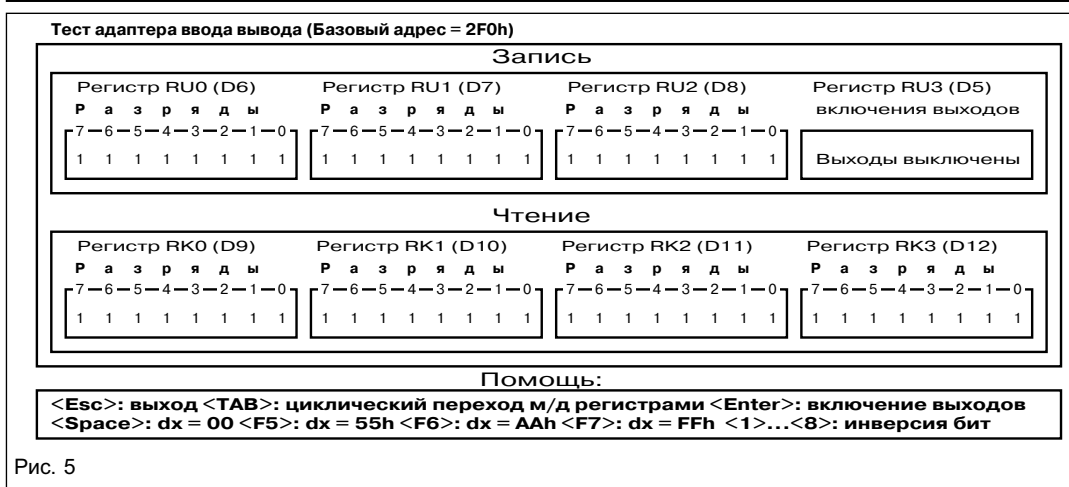 Тест адаптера ввода вывода (Базовый адрес = 2F0h)
Запись
Регистр RU0 (D6) Регистр RU1 (D7) Регистр RU2 (D8) Регистр RU3 (D5)
Р а з р я д ы Р а з р я д ы Р а з р я д ы включения выходов
7–6–5–4–3–2–1–0 7–6–5–4–3–2–1–0 7–6–5–4–3–2–1–0
1 1 1 1 1 1 1 1 1 1 1 1 1 1 1 1 1 1 1 1 1 1 1 1 Выходы выключены
Чтение
Регистр RK0 (D9) Регистр RK1 (D10) Регистр RK2 (D11) Регистр RK3 (D12)
Р а з р я д ы Р а з р я д ы Р а з р я д ы Р а з р я д ы
7–6–5–4–3–2–1–0 7–6–5–4–3–2–1–0 7–6–5–4–3–2–1–0 7–6–5–4–3–2–1–0
1 1 1 1 1 1 1 1 1 1 1 1 1 1 1 1 1 1 1 1 1 1 1 1 1 1 1 1 1 1 1 1
Помощь:
<Esc>: выход <TAB>: циклический переход м/д регистрами <Enter>: включение выходов
<Space>: dx = 00 <F5>: dx = 55h <F6>: dx = AAh <F7>: dx = FFh <1>...<8>: инверсия бит
Рис. 5